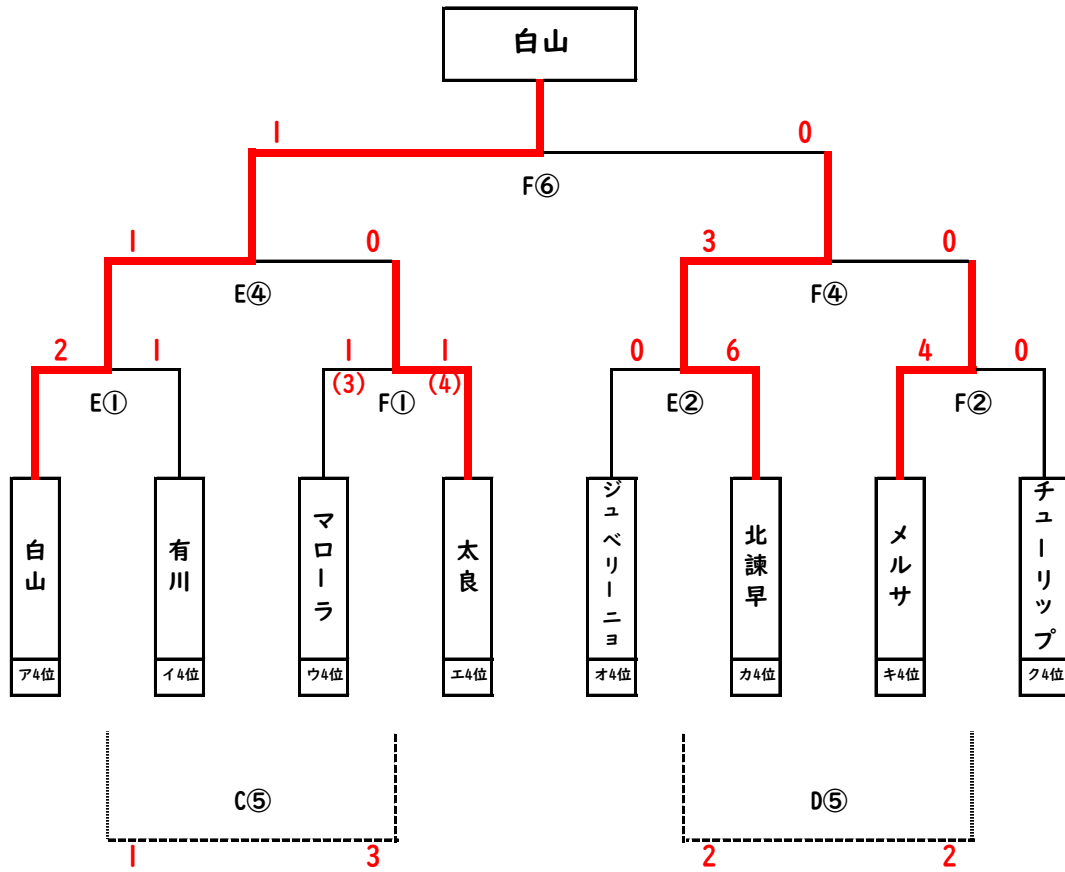 白山
1 0
F⑥
1 0 3 0
E④ F④
2 1 1 1 0 6 4 0
(3) (4)
E① F① E② F②
白山
有川
マローラ
太良
ジュベリーニョ
北諫早
メルサ
チューリップ
ア4位 イ4位 ウ4位 エ4位 オ4位 カ4位 キ4位 ク4位
C⑤ D⑤
1 3 2 2